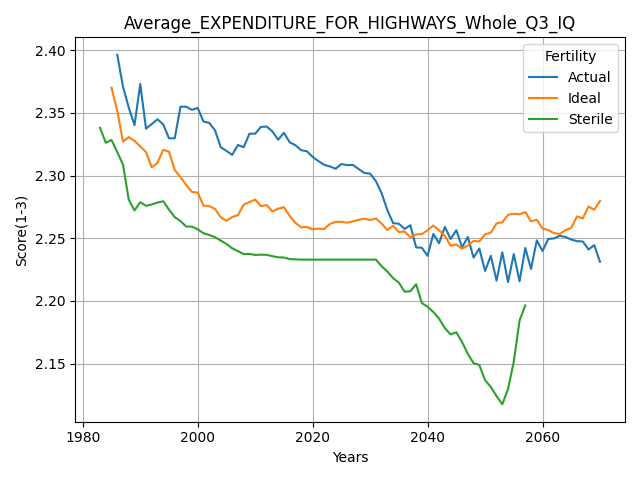 Average_EXPENDITURE_FOR_HIGHWAYS_Whole_Q3_IQ
Fertility
Actual
Ideal
Sterile
Score(1-3)
2.40
2.35
2.30
2.25
2.20
2.15
1980
2000
2020
2040
2060
Years